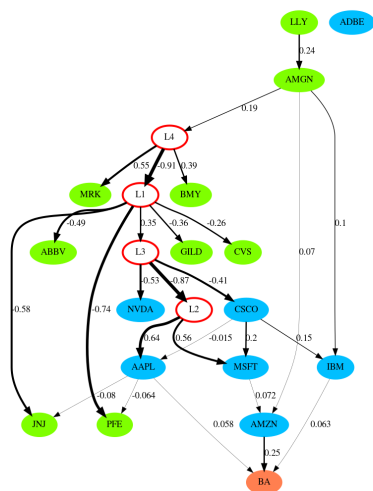 LLY
ADBE
0.24
AMGN
0.19
L4
0.55
-0.91
0.39
0.1
MRK
L1
BMY
-0.49
0.35
-0.36
-0.26
0.07
ABBV
L3
GILD
CVS
-0.58
-0.74
-0.53
-0.87
-0.41
NVDA
L2
CSCO
0.64
0.56
-0.015
0.2
0.15
AAPL
MSFT
IBM
-0.08
-0.064
0.072
JNJ
PFE
0.058
AMZN
0.063
0.25
BA